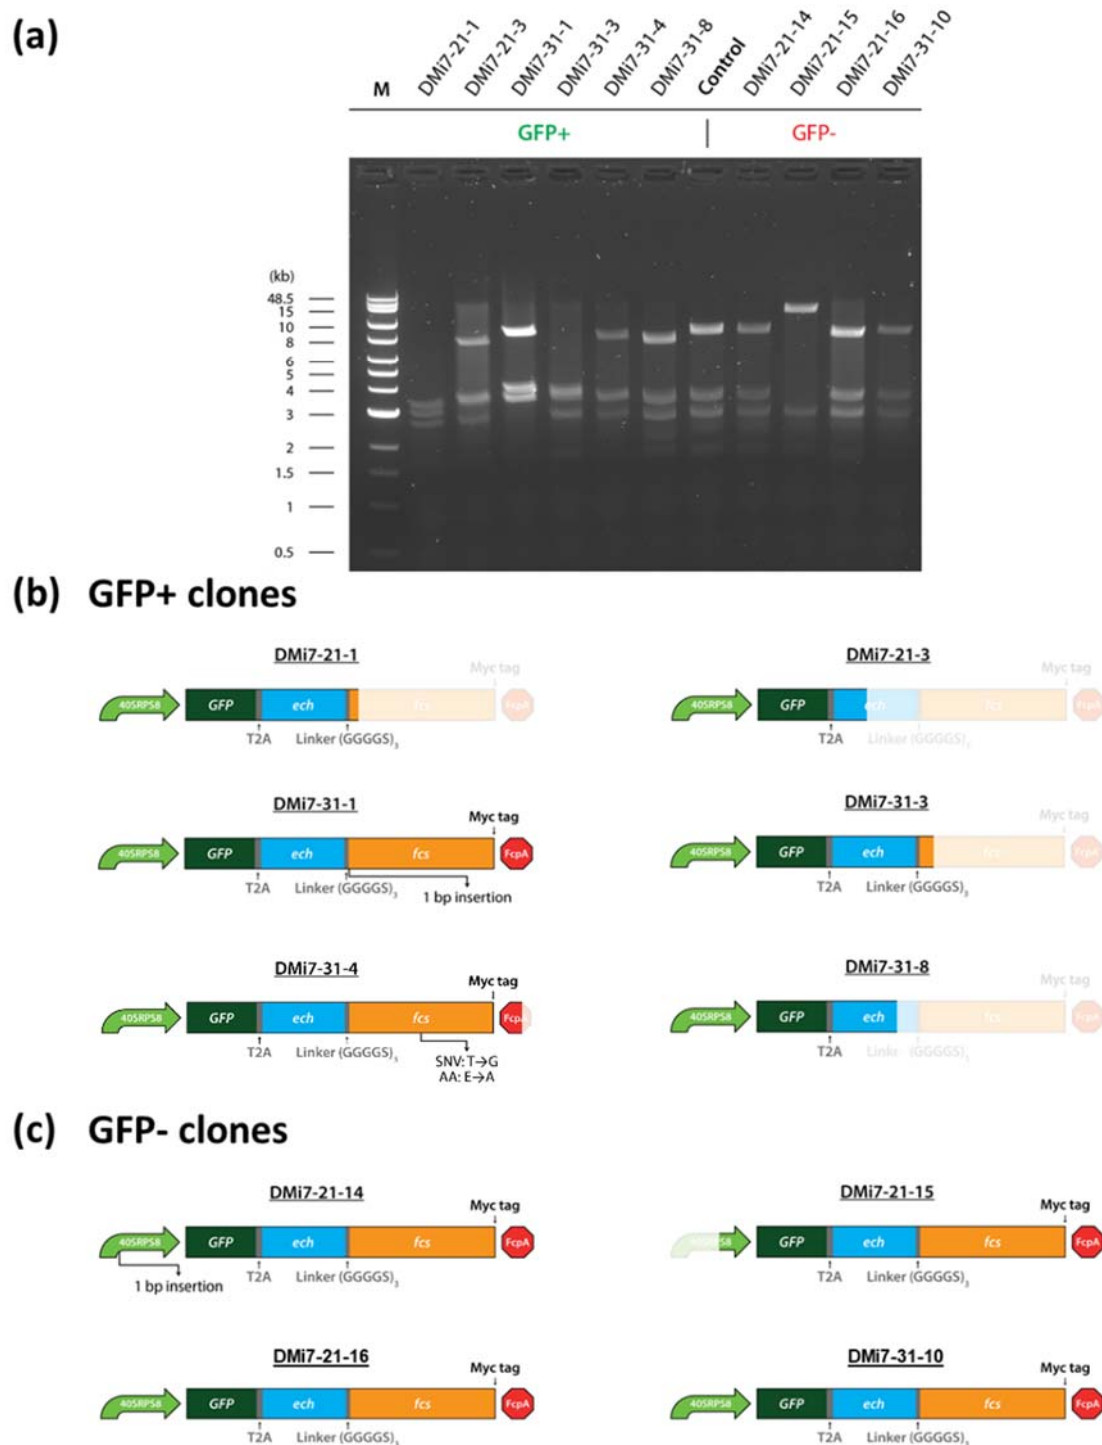 (a)
M DMi7-21-1 DMi7-21-3 DMi7-31-1 DMi7-31-3 DMi7-31-4 DMi7-31-8 Control DMi7-21-14 DMi7-21-15 DMi7-21-16 DMi7-31-10
GFP+ | GFP-
(kb)
48.5
15
10
8
6
5
4
3
2
1.5
1
0.5
(b) GFP+ clones
DMi7-21-1
Myc tag
40SRPS8 GFP ech fcs FcpA
T2A Linker (GGGGS)3
DMi7-21-3
Myc tag
40SRPS8 GFP ech fcs FcpA
T2A Linker (GGGGS)3
DMi7-31-1
Myc tag
40SRPS8 GFP ech fcs FcpA
T2A Linker (GGGGS)3
1 bp insertion
DMi7-31-3
Myc tag
40SRPS8 GFP ech fcs FcpA
T2A Linker (GGGGS)3
DMi7-31-4
Myc tag
40SRPS8 GFP ech fcs FcpA
T2A Linker (GGGGS)3
SNV: T→G
AA: E→A
DMi7-31-8
Myc tag
40SRPS8 GFP ech fcs FcpA
T2A Linker (GGGGS)3
(c) GFP- clones
DMi7-21-14
Myc tag
40SRPS8 GFP ech fcs FcpA
T2A Linker (GGGGS)3
1 bp insertion
DMi7-21-15
Myc tag
40SRPS8 GFP ech fcs FcpA
T2A Linker (GGGGS)3
DMi7-21-16
Myc tag
40SRPS8 GFP ech fcs FcpA
T2A Linker (GGGGS)3
DMi7-31-10
Myc tag
40SRPS8 GFP ech fcs FcpA
T2A Linker (GGGGS)3